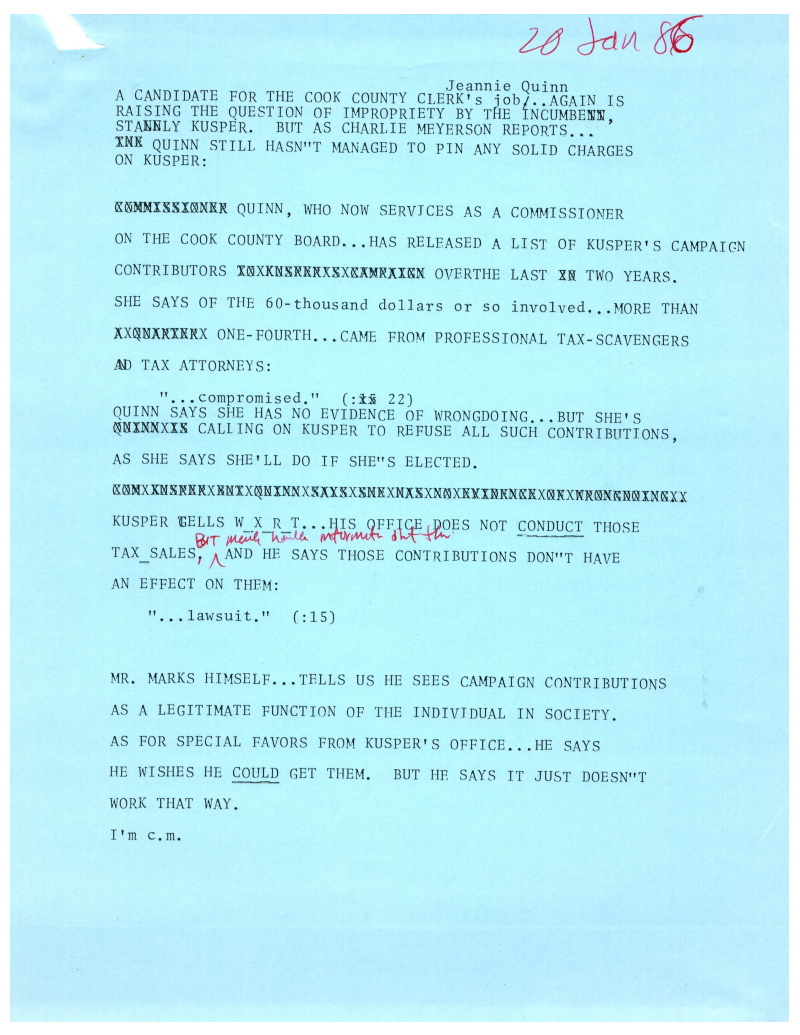 20 Jan 86
Jeannie Quinn
A CANDIDATE FOR THE COOK COUNTY CLERK's job/..AGAIN IS
RAISING THE QUESTION OF IMPROPRIETY BY THE INCUMBENT,
STANLY KUSPER. BUT AS CHARLIE MEYERSON REPORTS...
QUINN STILL HASN"T MANAGED TO PIN ANY SOLID CHARGES
ON KUSPER:
QUINN, WHO NOW SERVICES AS A COMMISSIONER
ON THE COOK COUNTY BOARD...HAS RELEASED A LIST OF KUSPER'S CAMPAIGN
CONTRIBUTORS OVERTHE LAST TWO YEARS.
SHE SAYS OF THE 60-thousand dollars or so involved...MORE THAN
ONE-FOURTH...CAME FROM PROFESSIONAL TAX-SCAVENGERS
AD TAX ATTORNEYS:
"...compromised." (: 22)
QUINN SAYS SHE HAS NO EVIDENCE OF WRONGDOING...BUT SHE'S
CALLING ON KUSPER TO REFUSE ALL SUCH CONTRIBUTIONS,
AS SHE SAYS SHE'LL DO IF SHE"S ELECTED.
KUSPER TELLS W X R T...HIS OFFICE DOES NOT CONDUCT THOSE
BUT merely handles information abt them
TAX SALES, AND HE SAYS THOSE CONTRIBUTIONS DON"T HAVE
AN EFFECT ON THEM:
"...lawsuit." (:15)
MR. MARKS HIMSELF...TELLS US HE SEES CAMPAIGN CONTRIBUTIONS
AS A LEGITIMATE FUNCTION OF THE INDIVIDUAL IN SOCIETY.
AS FOR SPECIAL FAVORS FROM KUSPER'S OFFICE...HE SAYS
HE WISHES HE COULD GET THEM. BUT HE SAYS IT JUST DOESN"T
WORK THAT WAY.
I'm c.m.